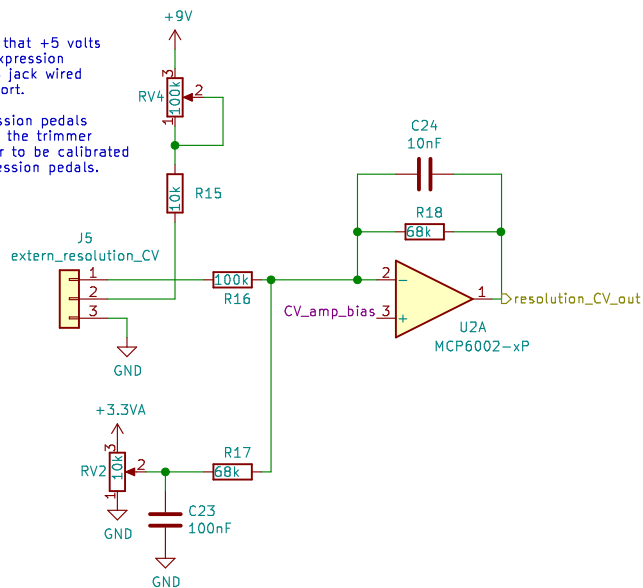 +9V
that +5 volts
xpression
jack wired
ort.
ssion pedals
the trimmer
r to be calibrated
ession pedals.
RV4
100k
3
2
1
10k
R15
C24
10nF
R18
68k
J5
extern_resolution_CV
1
2
3
100k
R16
2
3
1
CV_amp_bias
resolution_CV_out
U2A
MCP6002-xP
GND
+3.3VA
RV2
10k
3
2
1
R17
68k
C23
100nF
GND
GND